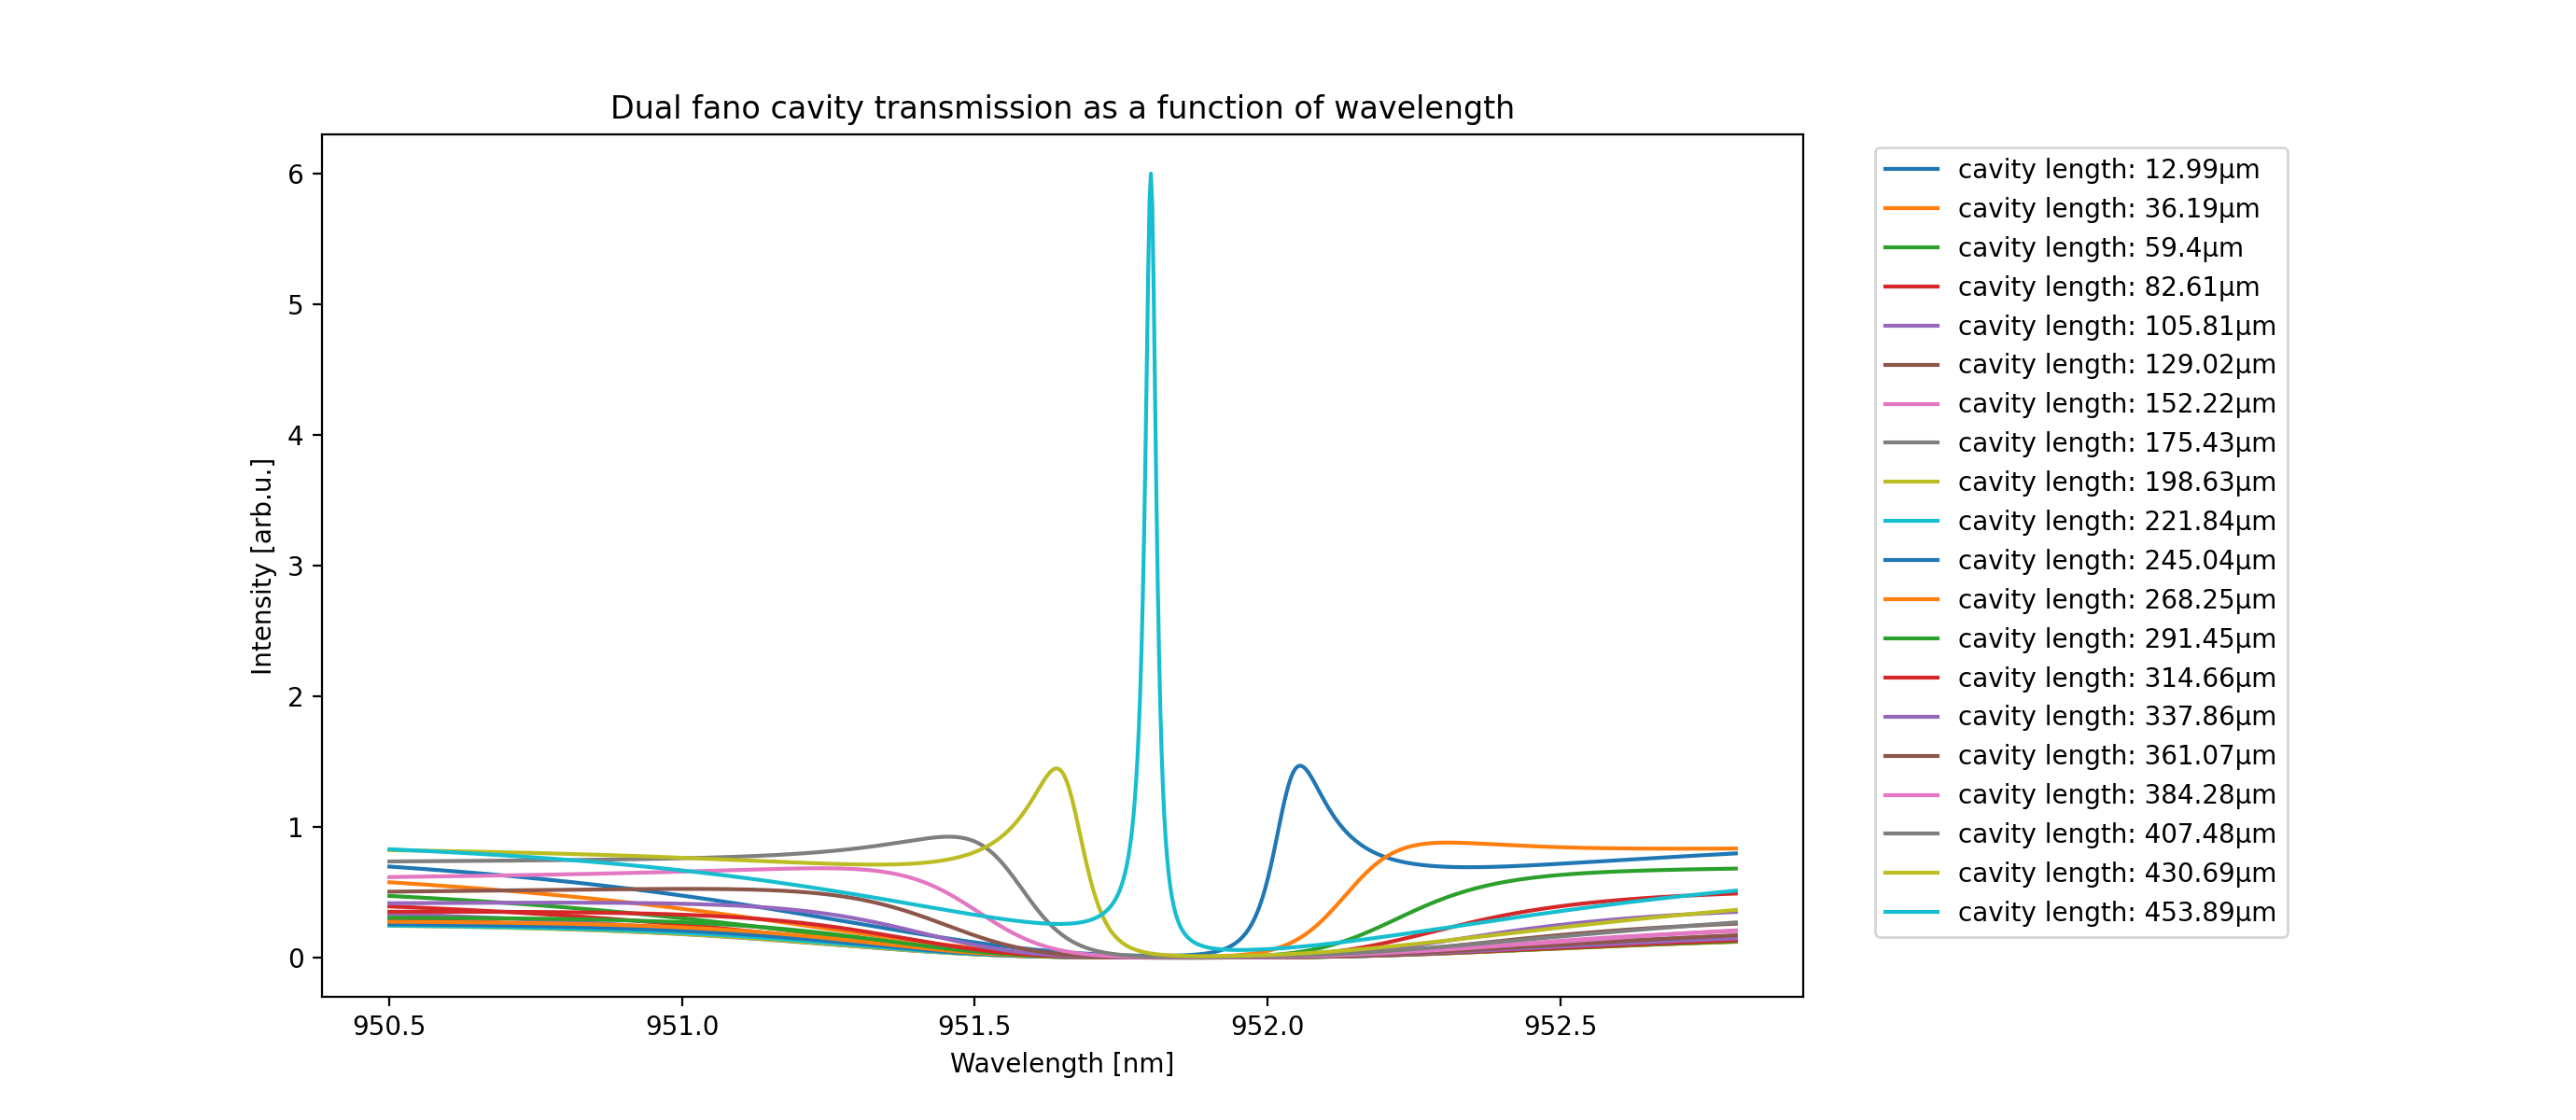 Dual fano cavity transmission as a function of wavelength
6
5
4
3
2
1
0
Intensity [arb.u.]
950.5 951.0 951.5 952.0 952.5
Wavelength [nm]
cavity length: 12.99μm
cavity length: 36.19μm
cavity length: 59.4μm
cavity length: 82.61μm
cavity length: 105.81μm
cavity length: 129.02μm
cavity length: 152.22μm
cavity length: 175.43μm
cavity length: 198.63μm
cavity length: 221.84μm
cavity length: 245.04μm
cavity length: 268.25μm
cavity length: 291.45μm
cavity length: 314.66μm
cavity length: 337.86μm
cavity length: 361.07μm
cavity length: 384.28μm
cavity length: 407.48μm
cavity length: 430.69μm
cavity length: 453.89μm